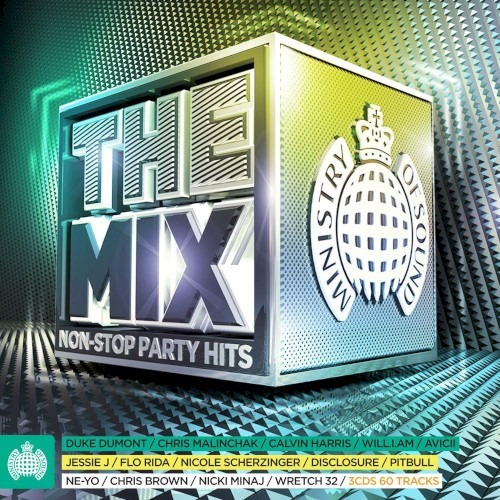 THE
MIX
NON-STOP PARTY HITS
MINISTRY OF SOUND
DUKE DUMONT / CHRIS MALINCHAK / CALVIN HARRIS / WILL.I.AM / AVICII
JESSIE J / FLO RIDA / NICOLE SCHERZINGER / DISCLOSURE / PITBULL
NE-YO / CHRIS BROWN / NICKI MINAJ / WRETCH 32 / 3CDS 60 TRACKS